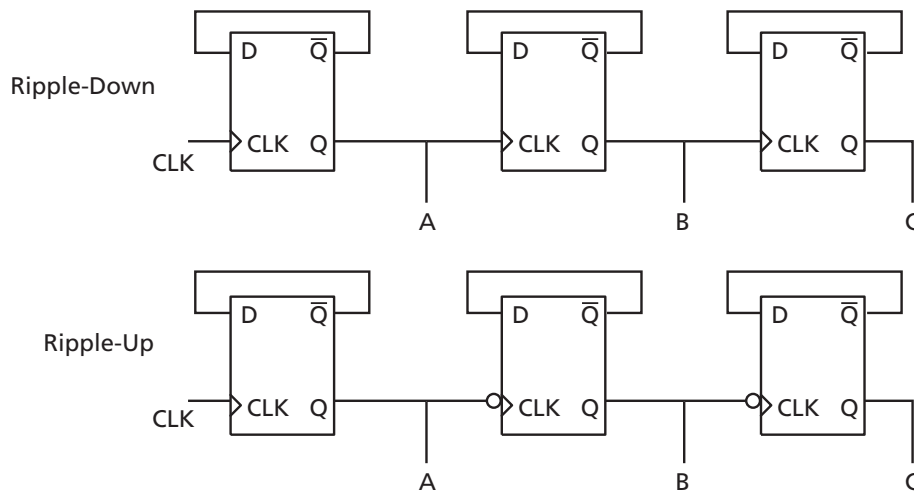 D Q̅ D Q̅ D Q̅
Ripple-Down
CLK CLK Q CLK Q CLK Q
A B C
D Q̅ D Q̅ D Q̅
Ripple-Up
CLK CLK Q CLK Q CLK Q
A B C